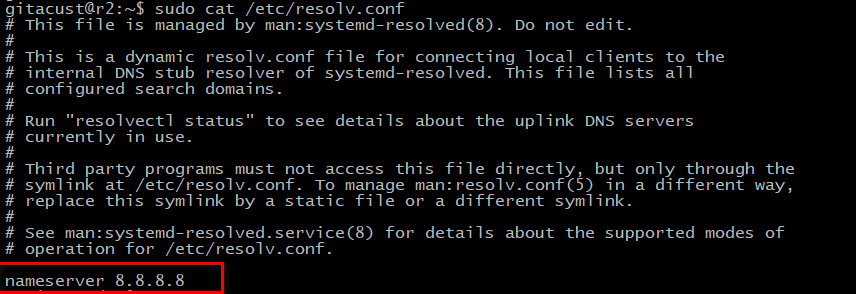 gitacust@r2:~$ sudo cat /etc/resolv.conf
# This file is managed by man:systemd-resolved(8). Do not edit.
#
# This is a dynamic resolv.conf file for connecting local clients to the
# internal DNS stub resolver of systemd-resolved. This file lists all
# configured search domains.
#
# Run "resolvectl status" to see details about the uplink DNS servers
# currently in use.
#
# Third party programs must not access this file directly, but only through the
# symlink at /etc/resolv.conf. To manage man:resolv.conf(5) in a different way,
# replace this symlink by a static file or a different symlink.
#
# See man:systemd-resolved.service(8) for details about the supported modes of
# operation for /etc/resolv.conf.
nameserver 8.8.8.8